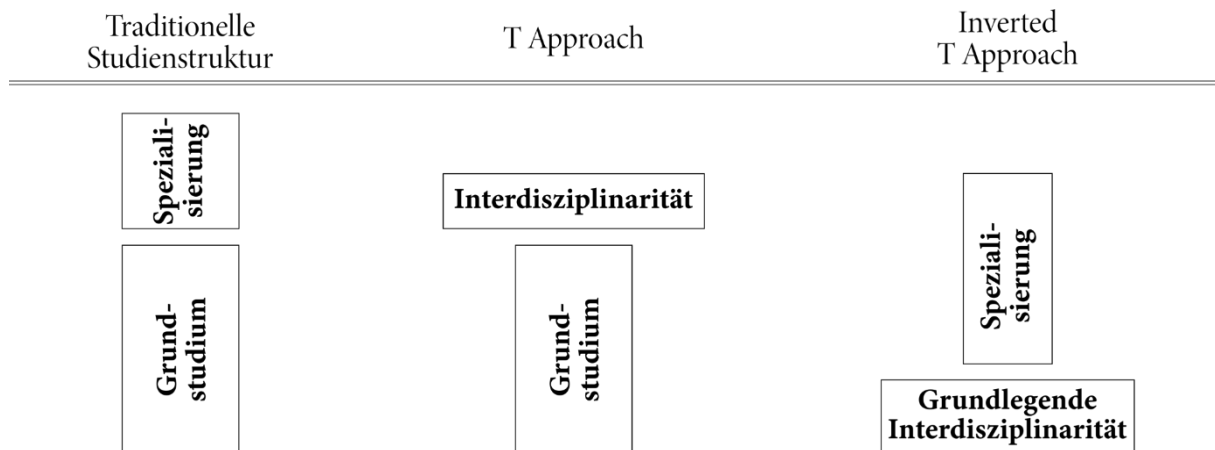 Traditionelle
Studienstruktur
T Approach
Inverted
T Approach
Speziali-
sierung
Grund-
studium
Interdisziplinarität
Grund-
studium
Speziali-
sierung
Grundlegende
Interdisziplinarität